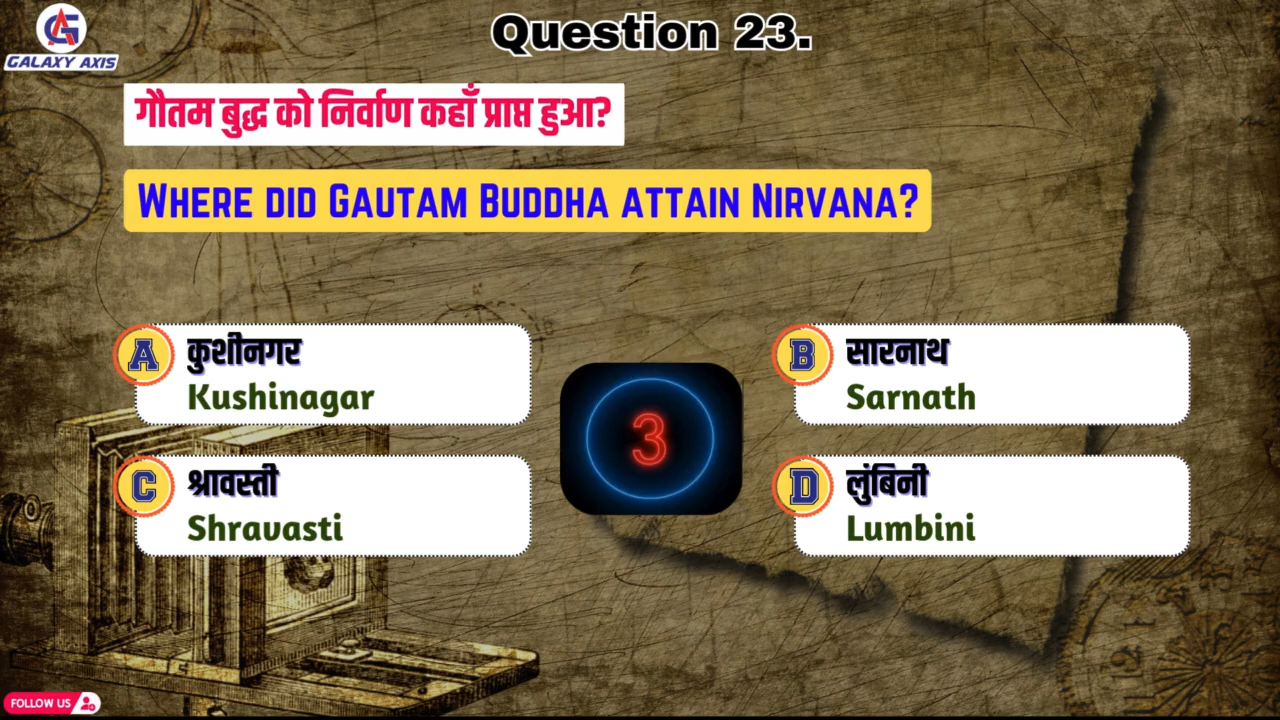 Question 23.
GALAXY AXIS
गौतम बुद्ध को निर्वाण कहाँ प्राप्त हुआ?
Where did Gautam Buddha attain Nirvana?
A
कुशीनगर
Kushinagar
B
सारनाथ
Sarnath
3
C
श्रावस्ती
Shravasti
D
लुंबिनी
Lumbini
FOLLOW US